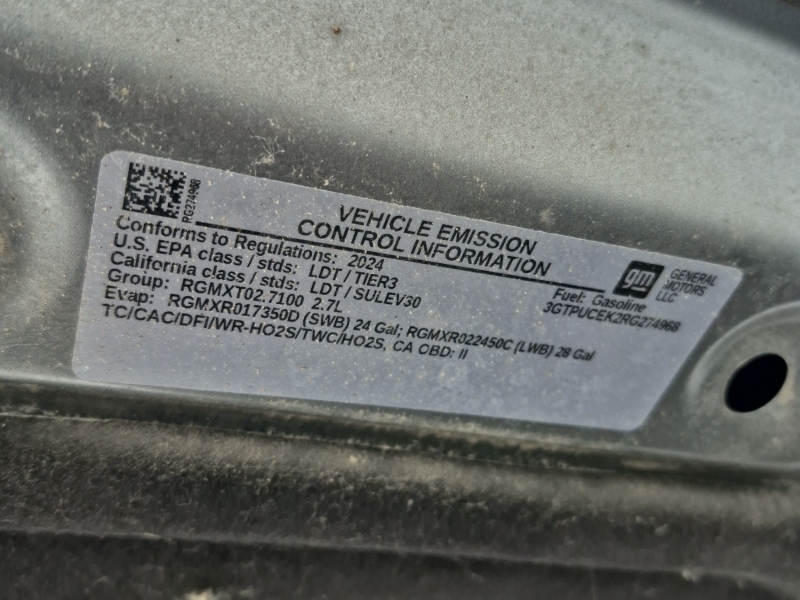 RG274968
VEHICLE EMISSION
CONTROL INFORMATION
Conforms to Regulations: 2024
U.S. EPA class / stds: LDT / TIER3
California class / stds: LDT / SULEV30
Group: RGMXT02.7100 2.7L
Evap: RGMXR017350D (SWB) 24 Gal; RGMXR022450C (LWB) 28 Gal
TC/CAC/DFI/WR-HO2S/TWC/HO2S, CA OBD: II
gm
GENERAL
MOTORS
LLC
Fuel: Gasoline
3GTPUCEK2RG274968